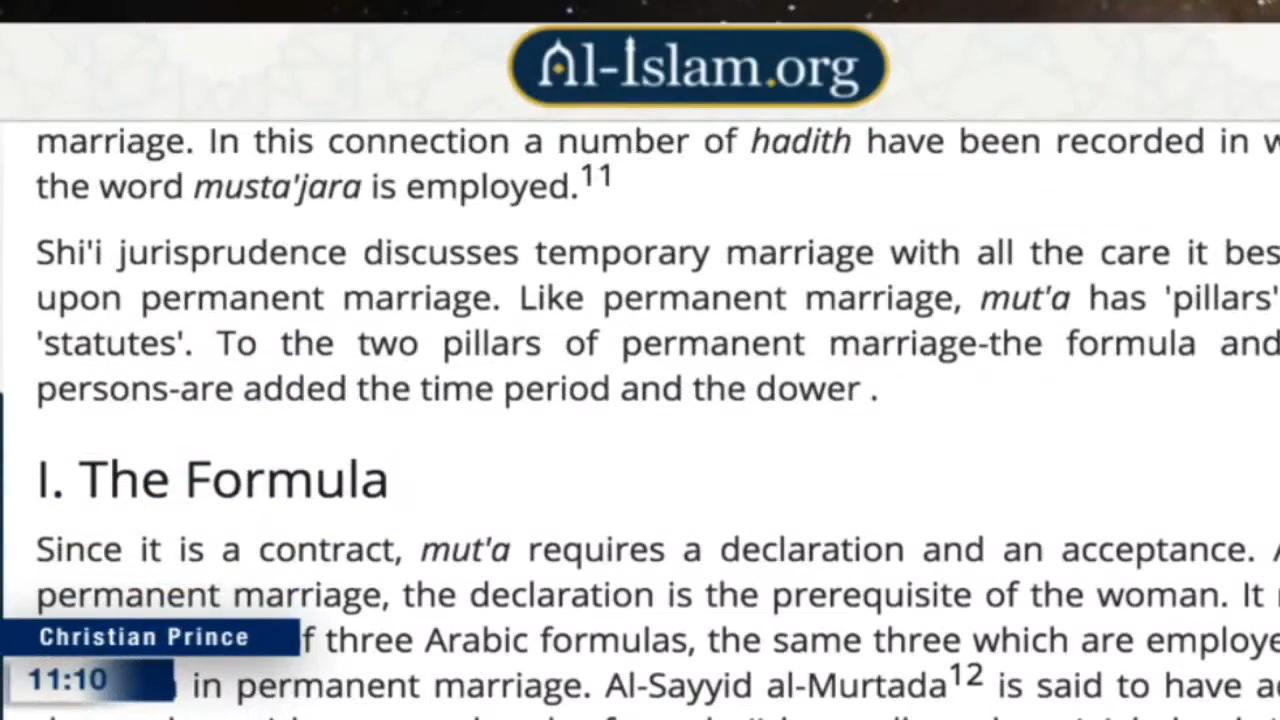 Al-Islam.org
marriage. In this connection a number of hadith have been recorded in
the word musta'jara is employed.11
Shi'i jurisprudence discusses temporary marriage with all the care it
upon permanent marriage. Like permanent marriage, mut'a has 'pillars'
'statutes'. To the two pillars of permanent marriage-the formula and
persons-are added the time period and the dower .
I. The Formula
Since it is a contract, mut'a requires a declaration and an acceptance.
permanent marriage, the declaration is the prerequisite of the woman. It
Christian Prince
three Arabic formulas, the same three which are
11:10
in permanent marriage. Al-Sayyid al-Murtada12 is said to have